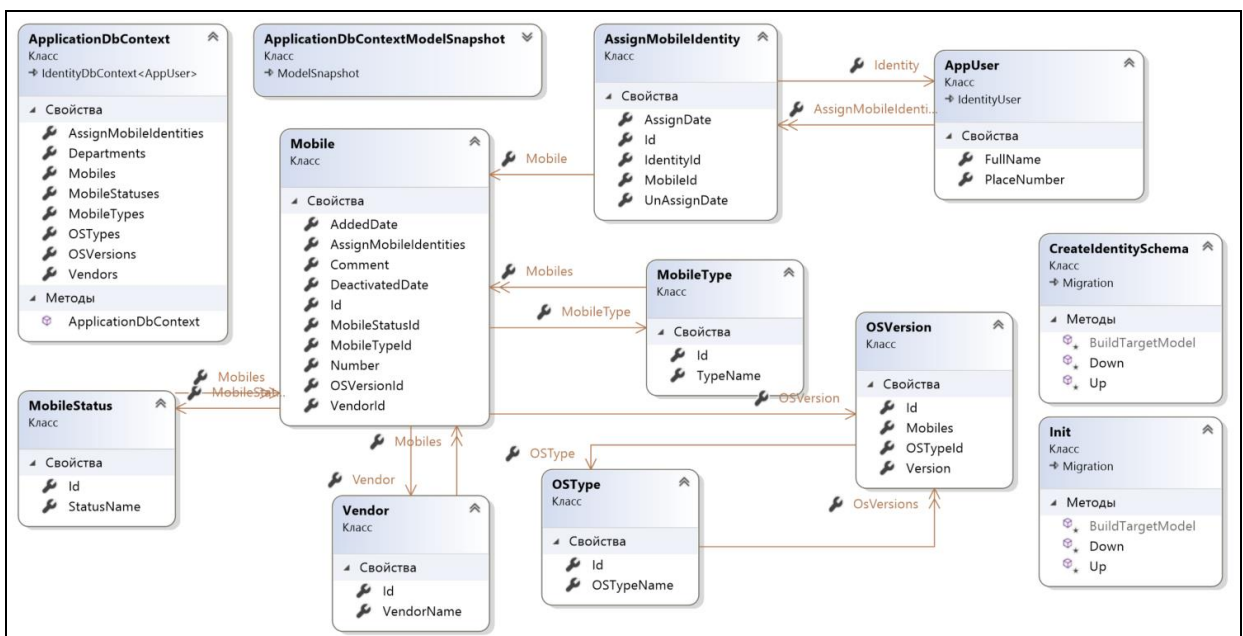 ApplicationDbContext
Класс
IdentityDbContext<AppUser>
Свойства
AssignMobileIdentities
Departments
Mobiles
MobileStatuses
MobileTypes
OSTypes
OSVersions
Vendors
Методы
ApplicationDbContext
ApplicationDbContextModelSnapshot
Класс
ModelSnapshot
AssignMobileIdentity
Класс
Свойства
AssignDate
Id
IdentityId
MobileId
UnAssignDate
Identity
AssignMobileIdenti...
AppUser
Класс
IdentityUser
Свойства
FullName
PlaceNumber
Mobile
Mobile
Класс
Свойства
AddedDate
AssignMobileIdentities
Comment
DeactivatedDate
Id
MobileStatusId
MobileTypeId
Number
OSVersionId
VendorId
Mobiles
MobileType
MobileType
Класс
Свойства
Id
TypeName
CreateIdentitySchema
Класс
Migration
Методы
BuildTargetModel
Down
Up
OSVersion
OSVersion
Класс
Свойства
Id
Mobiles
OSTypeId
Version
Mobiles
MobileStat...
MobileStatus
Класс
Свойства
Id
StatusName
Mobiles
Vendor
Vendor
Класс
Свойства
Id
VendorName
OSType
OsVersions
OSType
Класс
Свойства
Id
OSTypeName
Init
Класс
Migration
Методы
BuildTargetModel
Down
Up